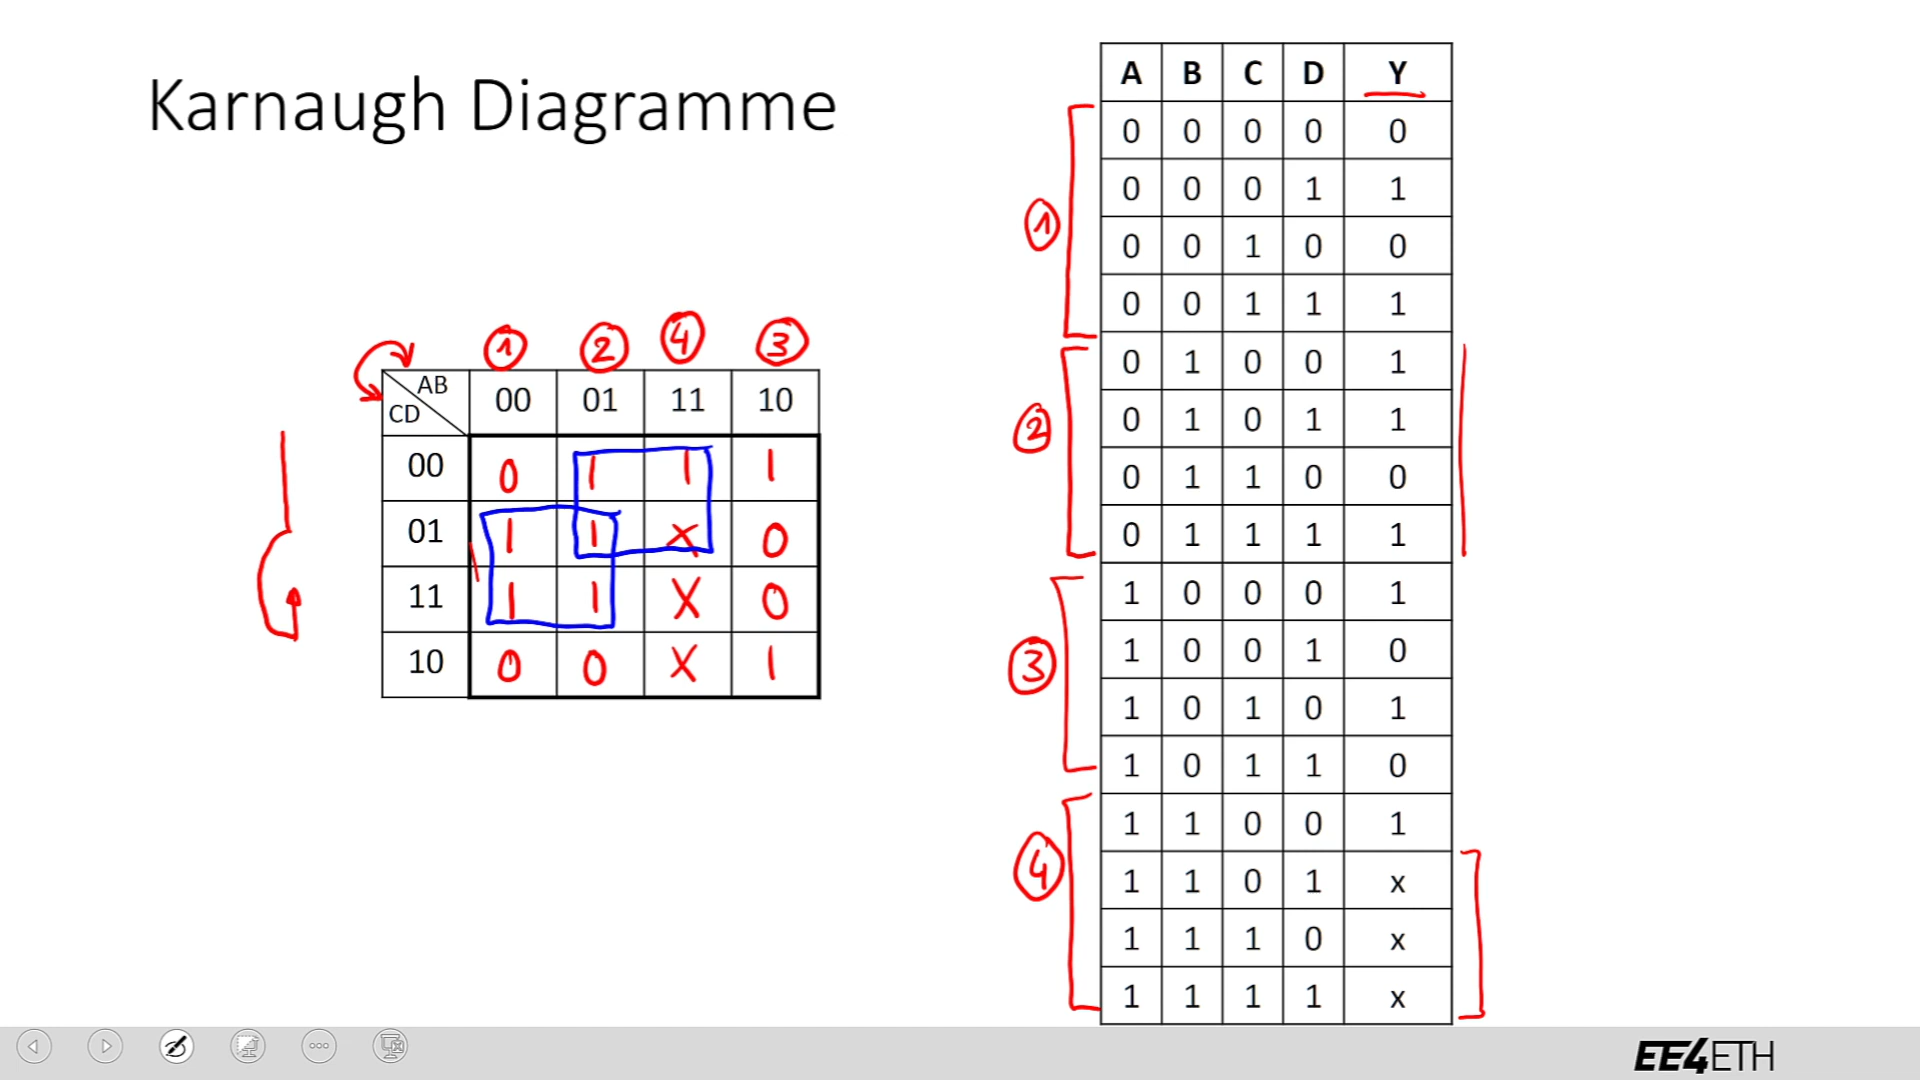 Karnaugh Diagramme
① ② ④ ③
AB
CD
00 01 11 10
00 0 1 1 1
01 1 1 X 0
11 1 1 X 0
10 0 0 X 1
A B C D Y
0 0 0 0 0
0 0 0 1 1
0 0 1 0 0
0 0 1 1 1
①
0 1 0 0 1
0 1 0 1 1
0 1 1 0 0
0 1 1 1 1
②
1 0 0 0 1
1 0 0 1 0
1 0 1 0 1
1 0 1 1 0
③
1 1 0 0 1
1 1 0 1 x
1 1 1 0 x
1 1 1 1 x
④
EE4ETH